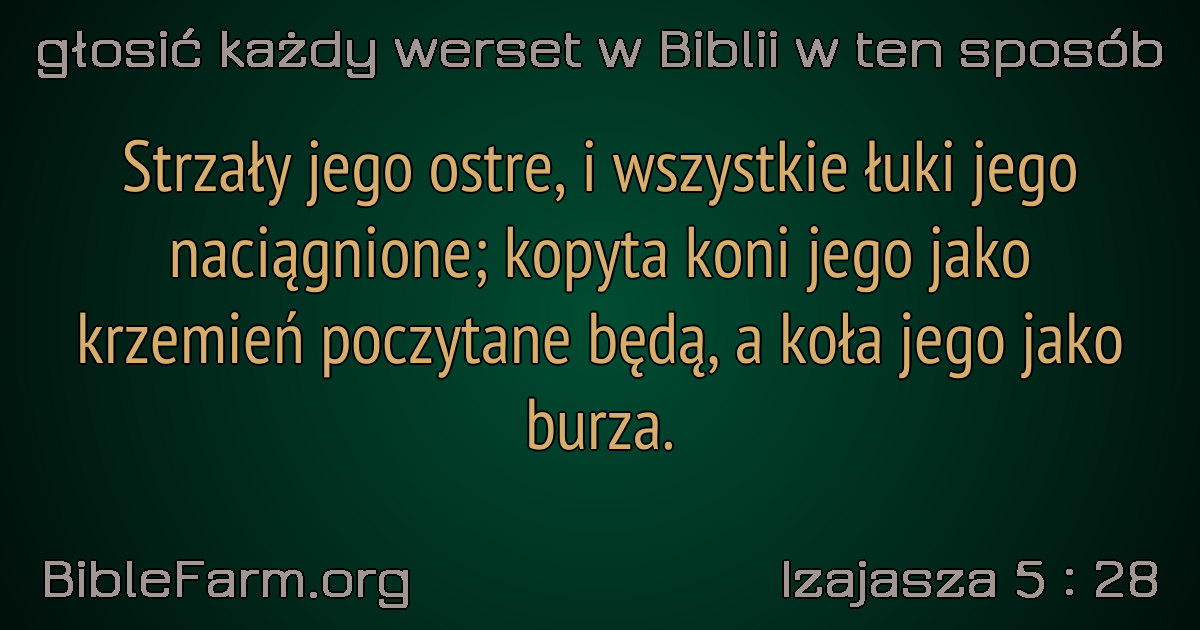 głosić każdy werset w Biblii w ten sposób
Strzały jego ostre, i wszystkie łuki jego
naciągnione; kopyta koni jego jako
krzemień poczytane będą, a koła jego jako
burza.
BibleFarm.org
Izajasza 5 : 28